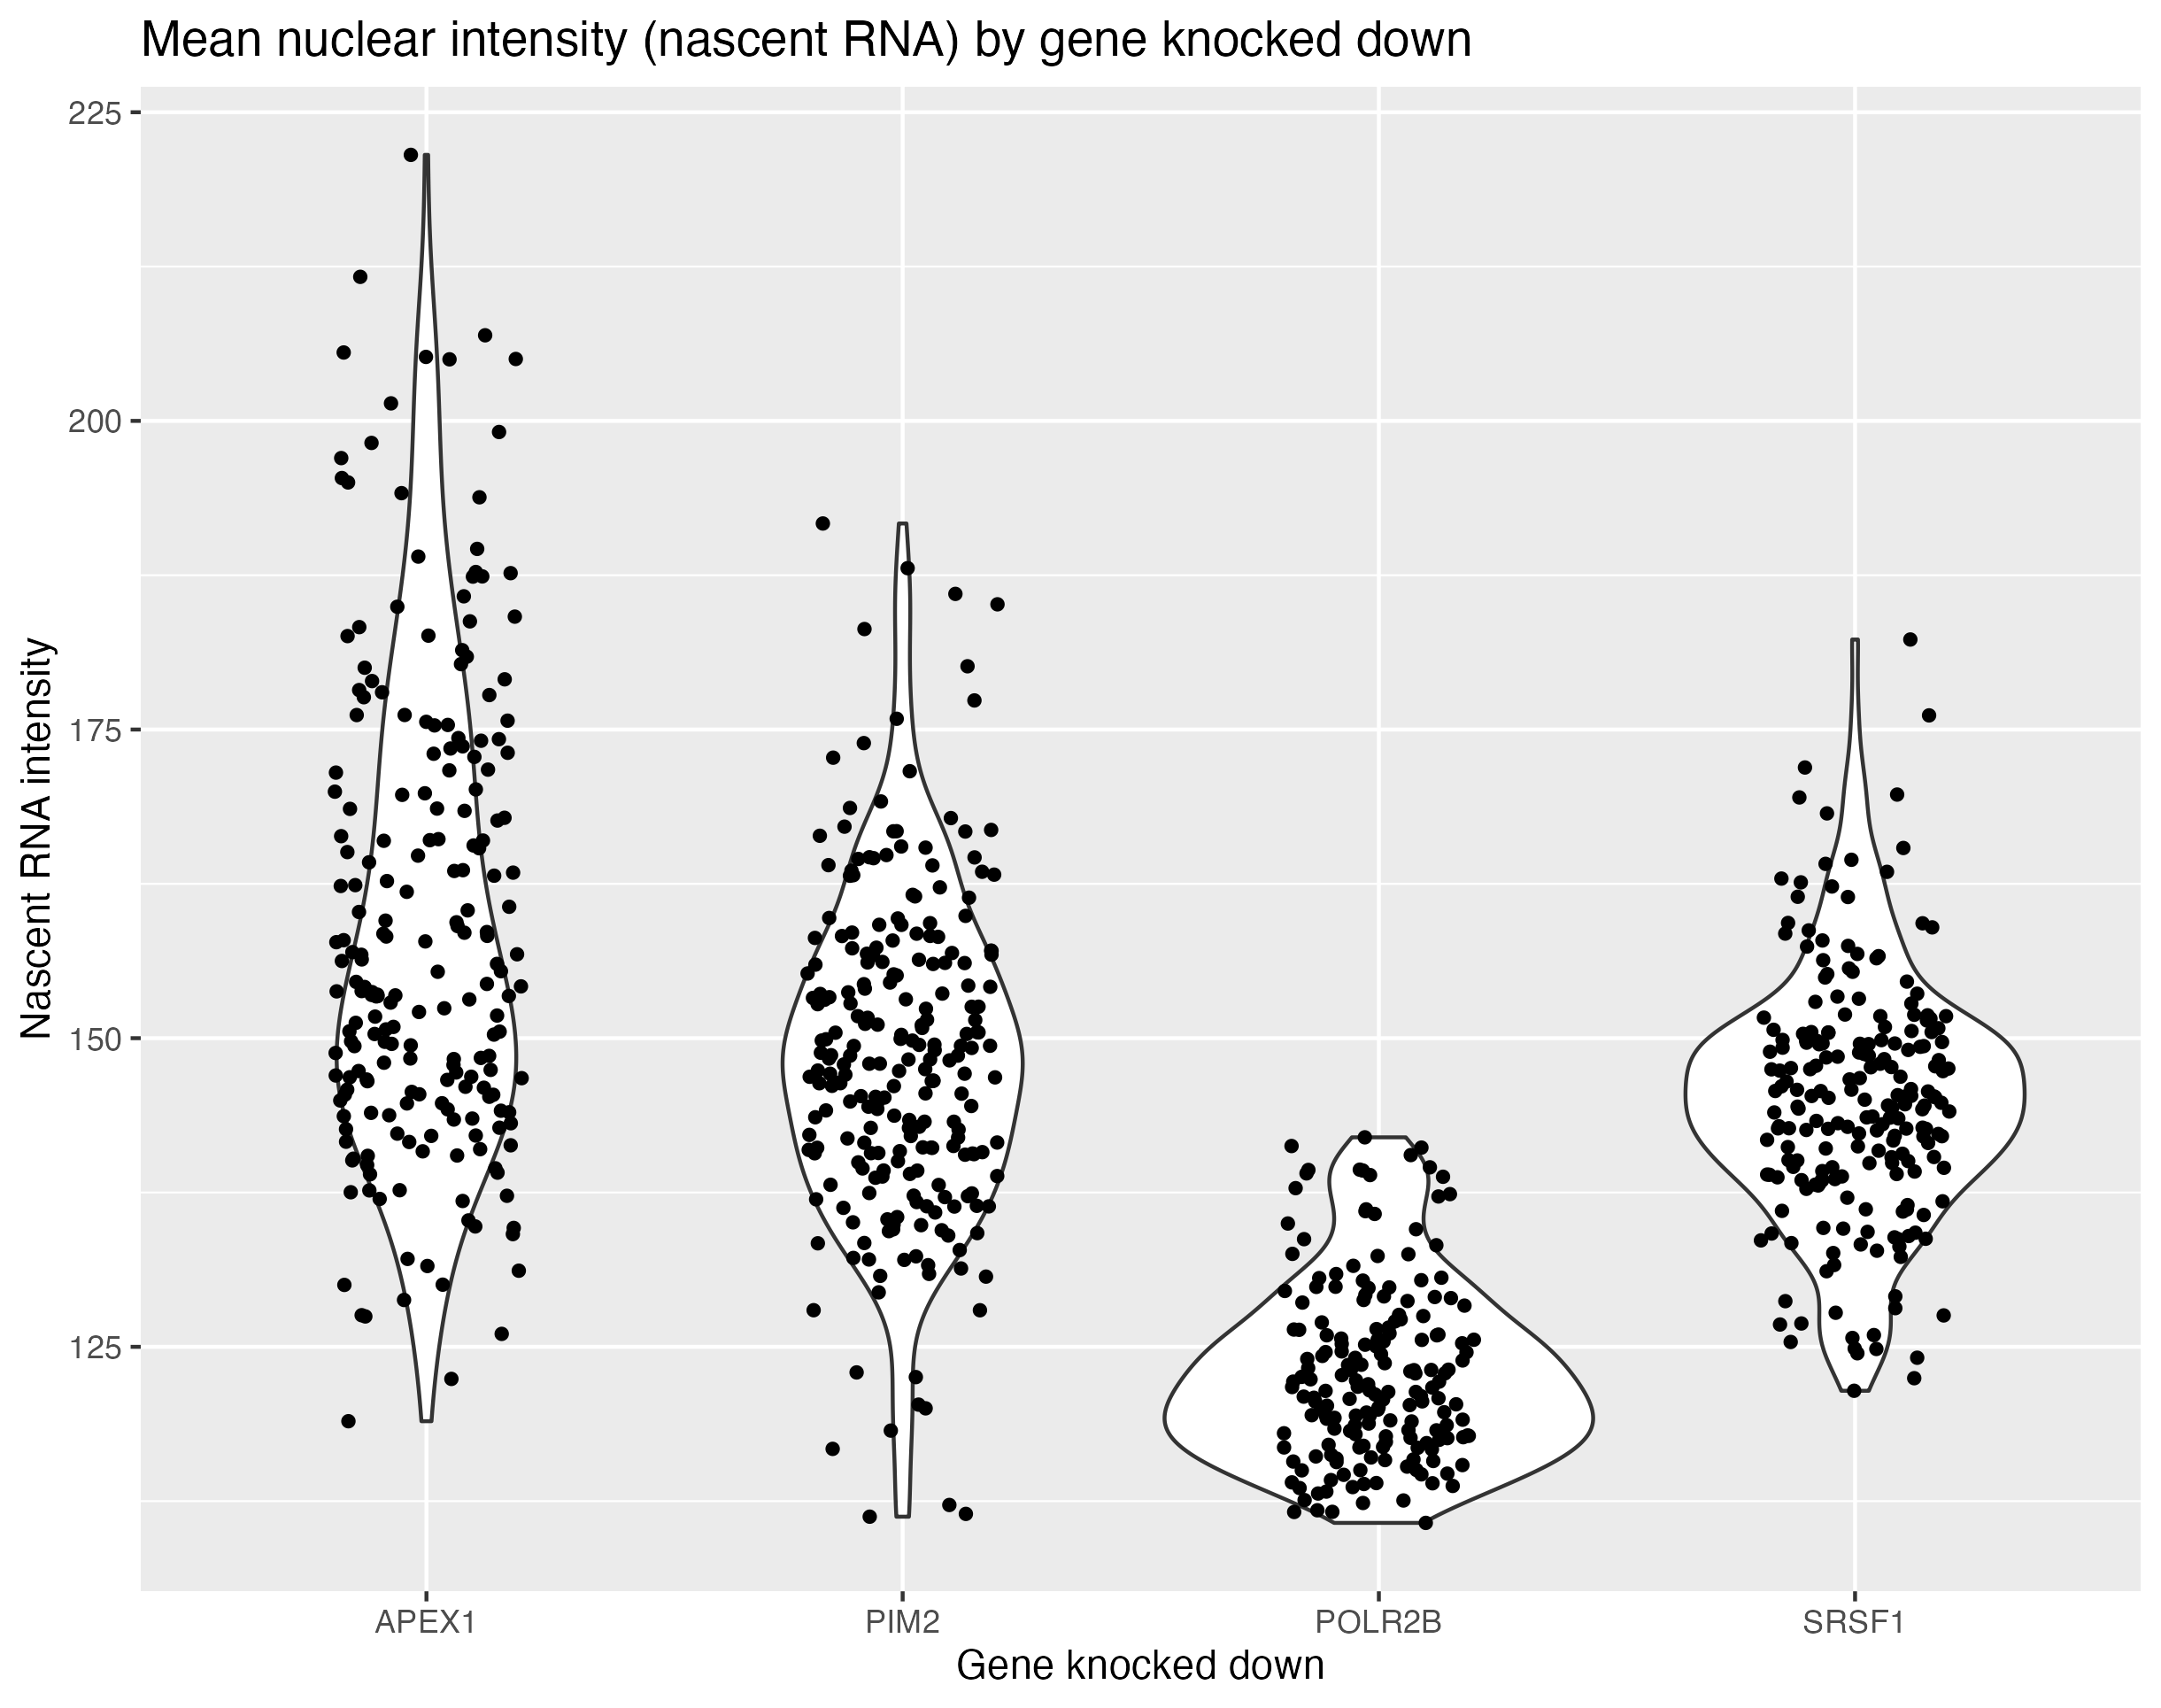 Mean nuclear intensity (nascent RNA) by gene knocked down
225
200
175
150
125
Nascent RNA intensity
APEX1
PIM2
POLR2B
SRSF1
Gene knocked down